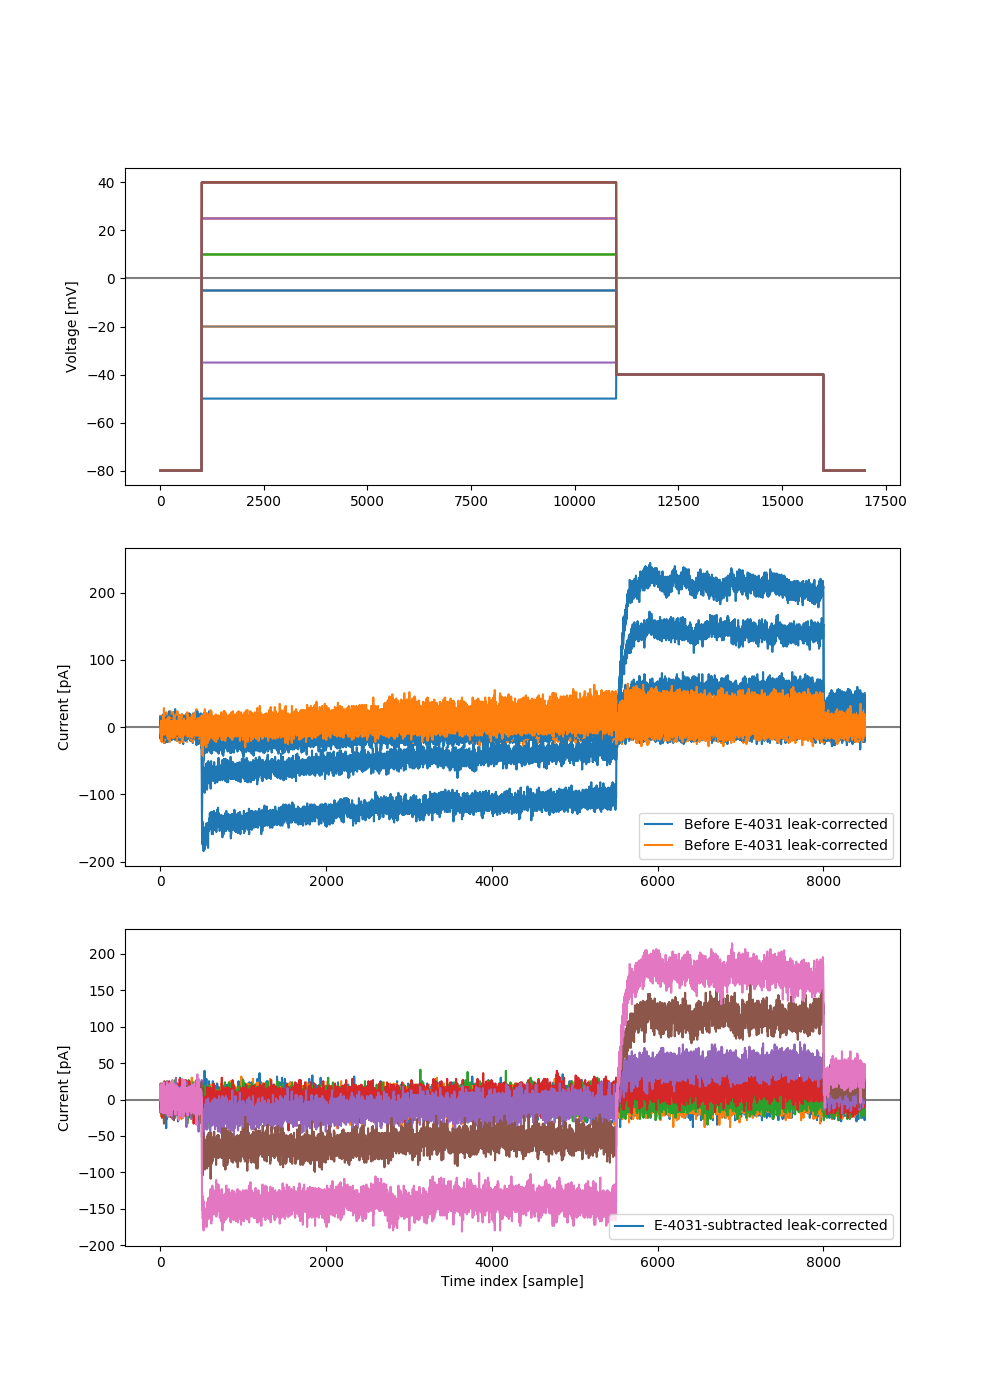 40
20
0
−20
−40
−60
−80
Voltage [mV]
0 2500 5000 7500 10000 12500 15000 17500
200
100
0
−100
−200
Current [pA]
Before E-4031 leak-corrected
Before E-4031 leak-corrected
0 2000 4000 6000 8000
200
150
100
50
0
−50
−100
−150
−200
Current [pA]
E-4031-subtracted leak-corrected
0 2000 4000 6000 8000
Time index [sample]